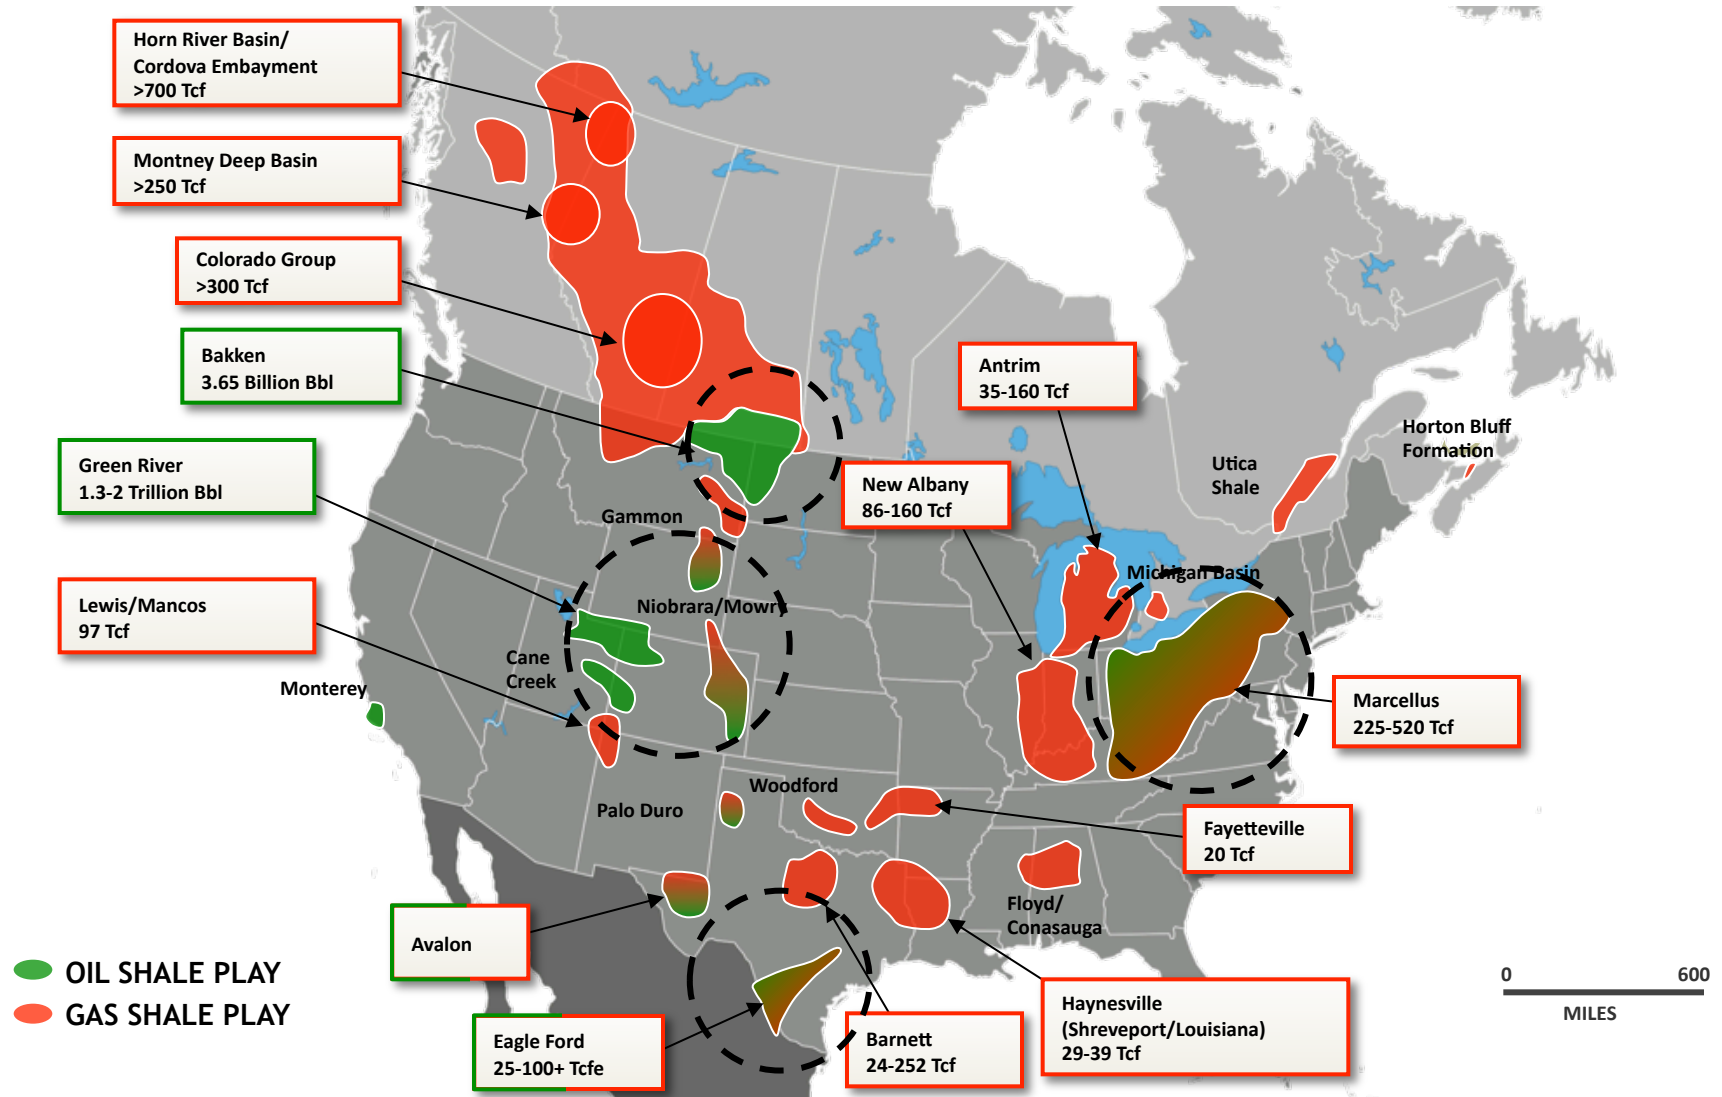 Horn River Basin/
Cordova Embayment
>700 Tcf
Montney Deep Basin
>250 Tcf
Colorado Group
>300 Tcf
Bakken
3.65 Billion Bbl
Green River
1.3-2 Trillion Bbl
Lewis/Mancos
97 Tcf
Monterey
Cane
Creek
Gammon
Niobrara/Mowry
Palo Duro
Woodford
Antrim
35-160 Tcf
New Albany
86-160 Tcf
Michigan Basin
Utica
Shale
Horton Bluff
Formation
Marcellus
225-520 Tcf
Fayetteville
20 Tcf
Floyd/
Conasauga
Haynesville
(Shreveport/Louisiana)
29-39 Tcf
Barnett
24-252 Tcf
Avalon
Eagle Ford
25-100+ Tcfe
OIL SHALE PLAY
GAS SHALE PLAY
0 600
MILES